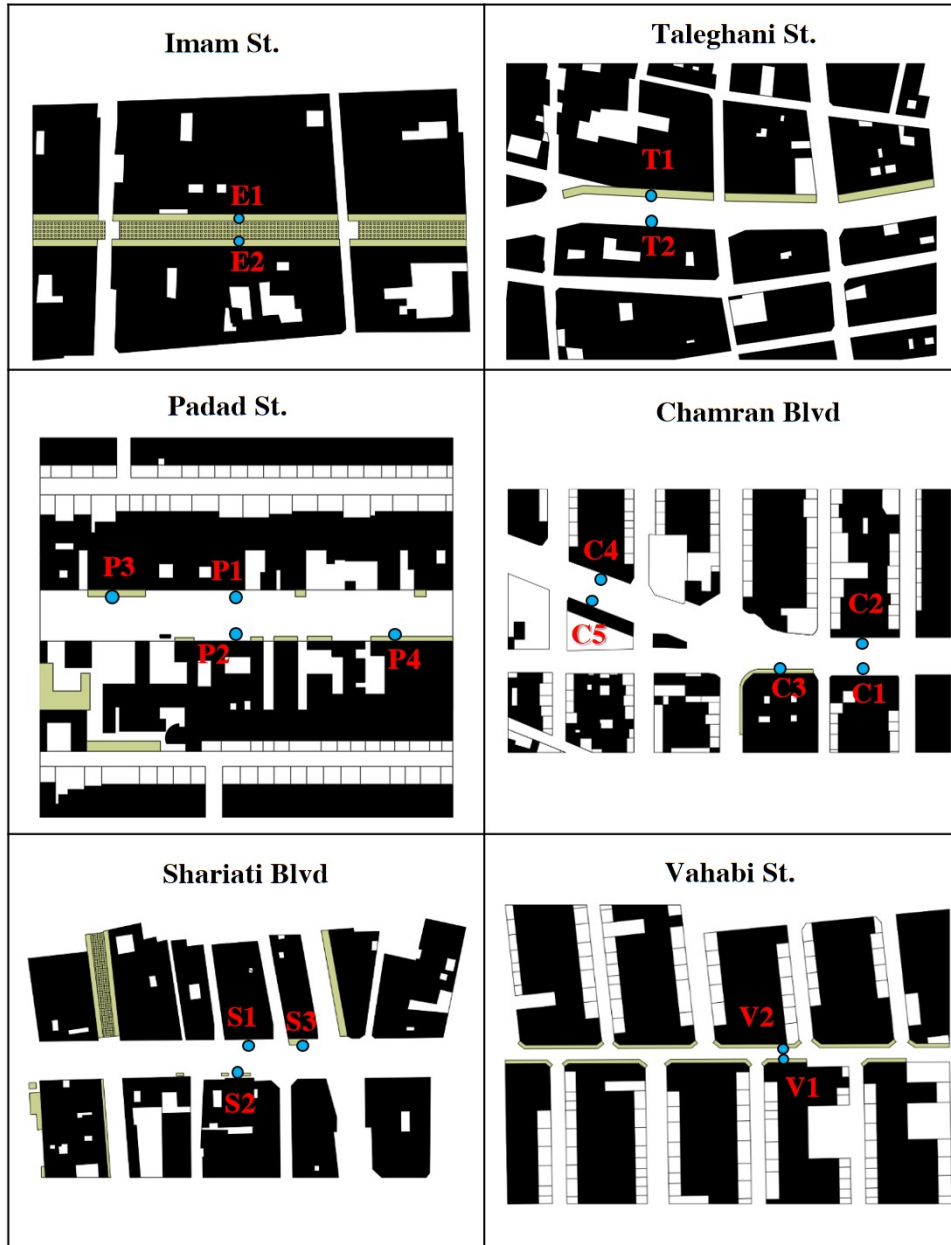 Imam St.
E1
E2
Taleghani St.
T1
T2
Padad St.
P3
P1
P2
P4
Chamran Blvd
C4
C2
C5
C3
C1
Shariati Blvd
S1
S3
S2
Vahabi St.
V2
V1